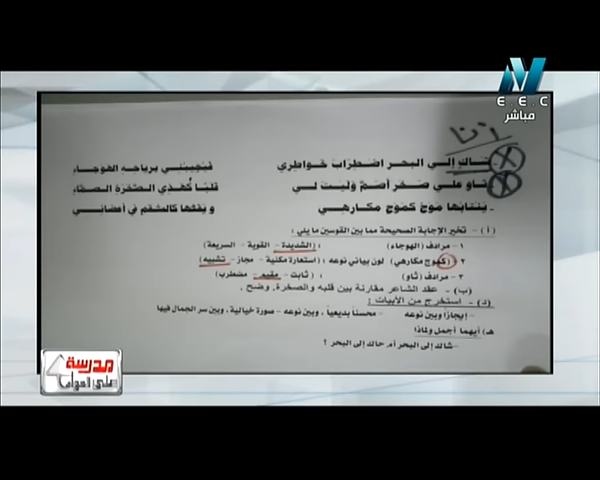 E.E.C
مباشر
أنا
شاك إلى البحر اضطراب خواطري فيجيبني برياحه الهوجاء
ثاو على صخر أصم وليت لي قلبا كهذي الصخرة الصماء
- ينتابها موج كموج مكارهي ويفتها كالسقم في أعضائي
(أ) - تخير الإجابة الصحيحة مما بين القوسين ما يلي :
١- مرادف (الهوجاء) : (الشديدة - القوية - السريعة)
٢- (كموج مكارهي) لون بياني نوعه : (استعارة مكنية - مجاز - تشبيه)
٣- مرادف (ثاو) : (ثابت - مقيم - مضطرب)
(ب)- عقد الشاعر مقارنة بين قلبه والصخرة, وضح ,
(د)- استخرج من الأبيات :
- إيجازاً وبين نوعه - محسناً بديعياً , وبين نوعه - صورة خيالية , وبين سر الجمال فيها
هـ) أيهما أجمل ولماذا
- شاك إلى البحر أم حاك إلى البحر ؟
مدرسة
على الهواء